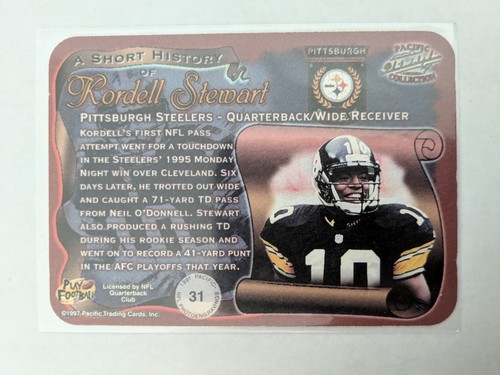 A Short History
of
Kordell Stewart
PITTSBURGH
Steelers
PACIFIC
COLLECTION
Pittsburgh Steelers - Quarterback/Wide Receiver
Kordell's first NFL pass
attempt went for a touchdown
in the Steelers' 1995 Monday
Night win over Cleveland. Six
days later, he trotted out wide
and caught a 71-yard TD pass
from Neil O'Donnell. Stewart
also produced a rushing TD
during his rookie season and
went on to record a 41-yard punt
in the AFC playoffs that year.
10
10
PLAY
FOOTBALL
Licensed by NFL
Quarterback
Club
31
©1997 Pacific Trading Cards, Inc.